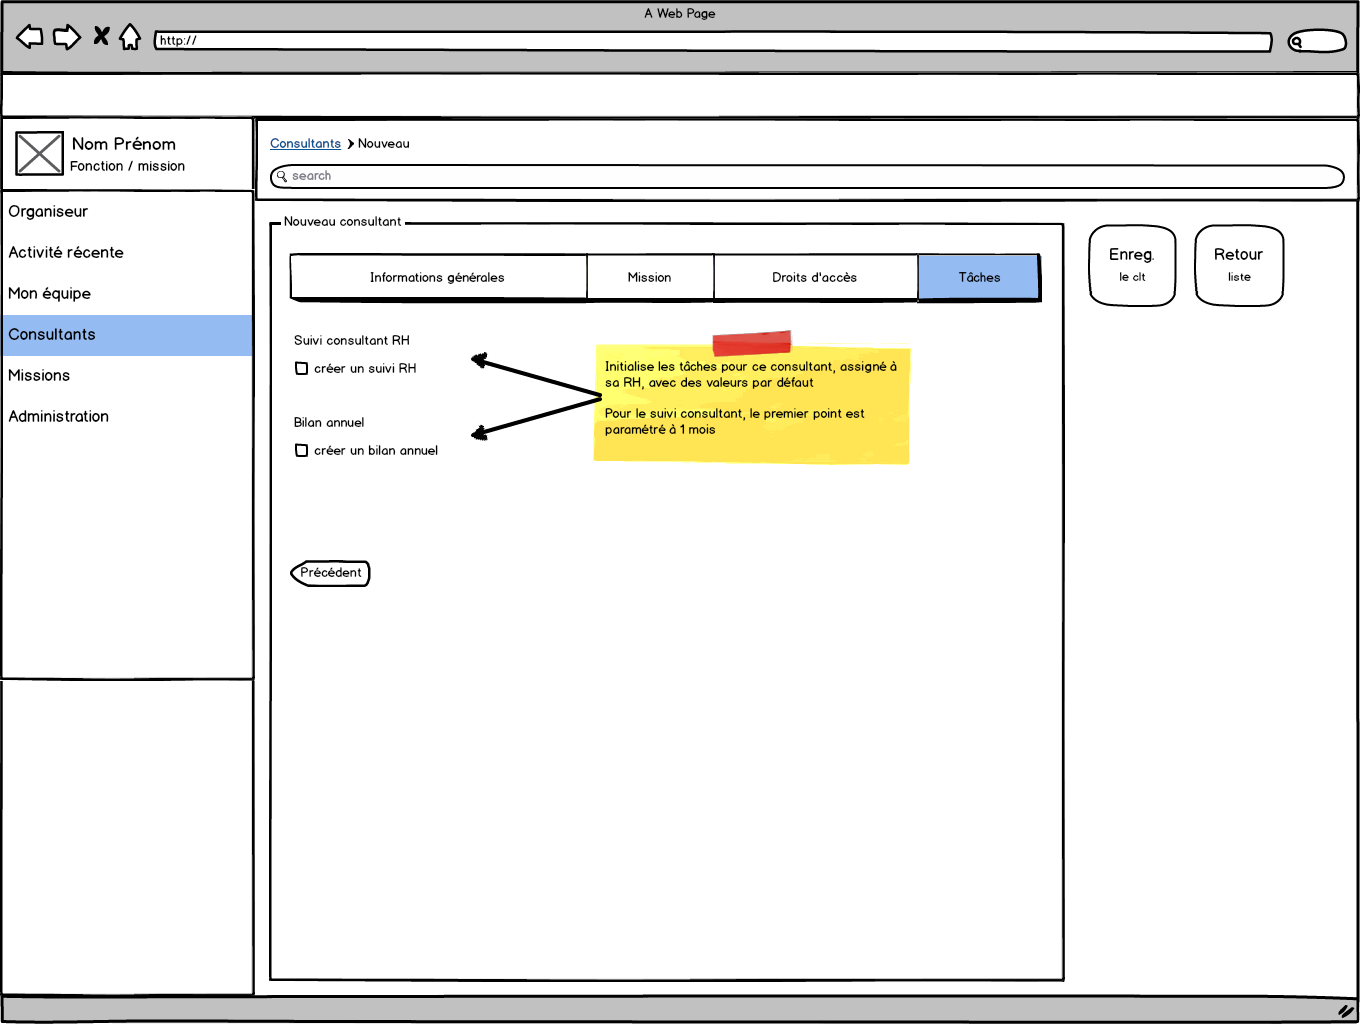 A Web Page
http://
Nom Prénom
Fonction / mission
Organiseur
Activité récente
Mon équipe
Consultants
Missions
Administration
Consultants Nouveau
search
Nouveau consultant
Informations générales
Mission
Droits d'accès
Tâches
Suivi consultant RH
créer un suivi RH
Bilan annuel
créer un bilan annuel
Initialise les tâches pour ce consultant, assigné à
sa RH, avec des valeurs par défaut
Pour le suivi consultant, le premier point est
paramétré à 1 mois
Précédent
Enreg.
le clt
Retour
liste